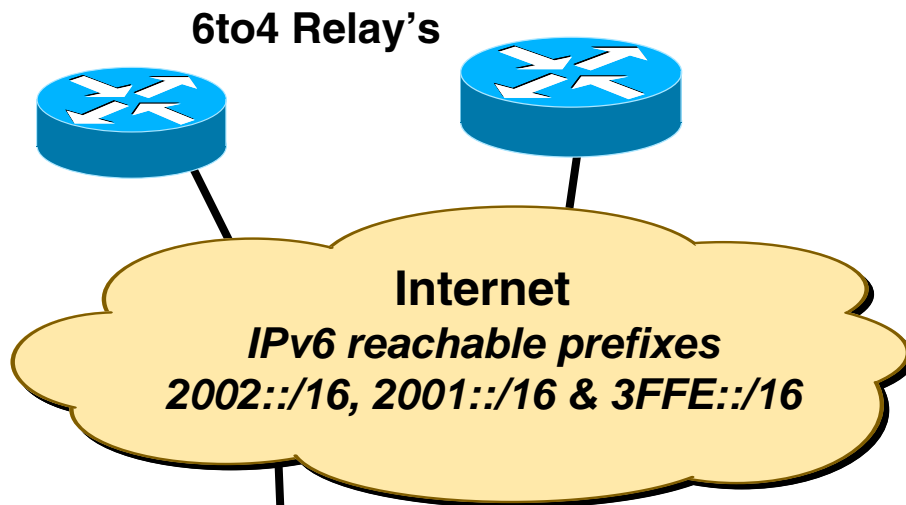 6to4 Relay's
Internet
IPv6 reachable prefixes
2002::/16, 2001::/16 & 3FFE::/16